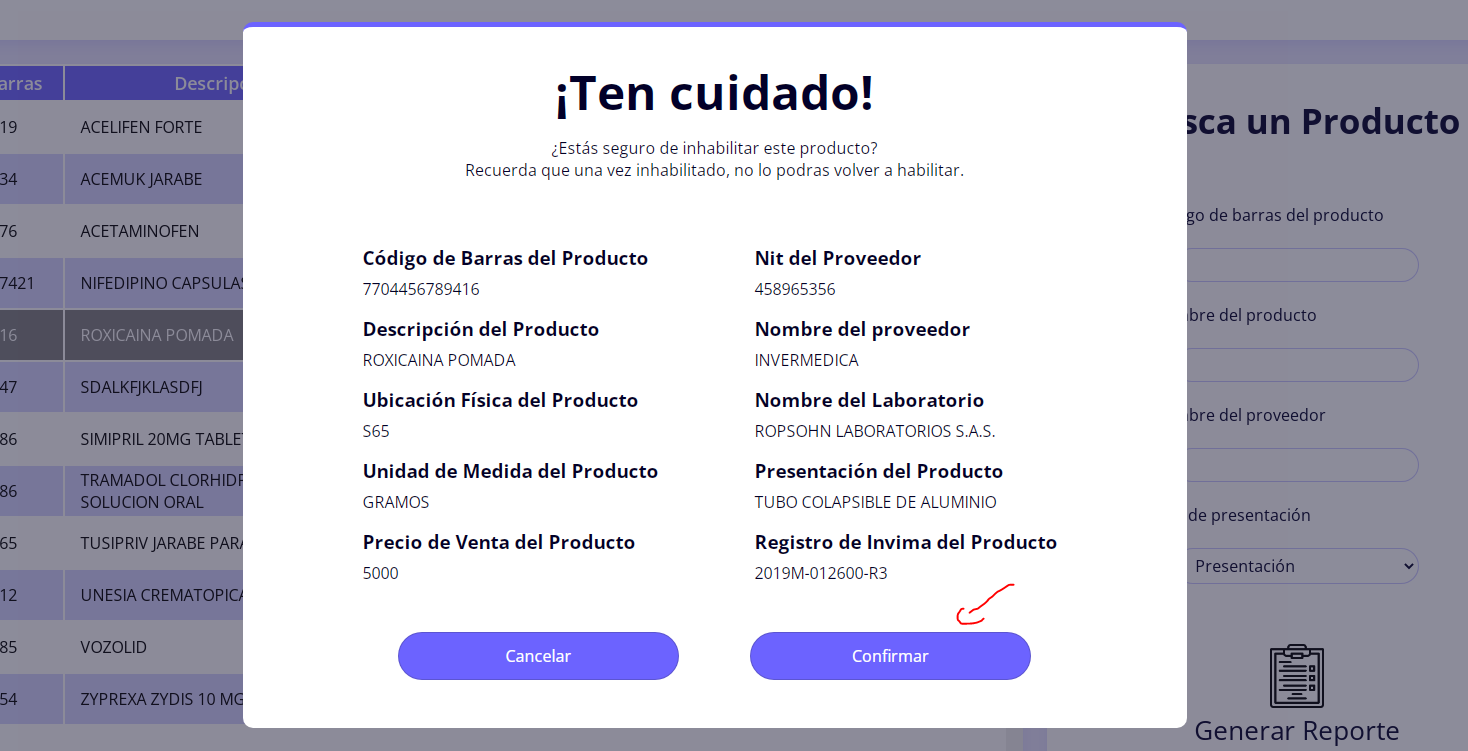 ¡Ten cuidado!
¿Estás seguro de inhabilitar este producto?
Recuerda que una vez inhabilitado, no lo podras volver a habilitar.
Código de Barras del Producto
7704456789416
Descripción del Producto
ROXICAINA POMADA
Ubicación Física del Producto
S65
Unidad de Medida del Producto
GRAMOS
Precio de Venta del Producto
5000
Nit del Proveedor
458965356
Nombre del proveedor
INVERMEDICA
Nombre del Laboratorio
ROPSOHN LABORATORIOS S.A.S.
Presentación del Producto
TUBO COLAPSIBLE DE ALUMINIO
Registro de Invima del Producto
2019M-012600-R3
Cancelar
Confirmar
arras Descripc
19 ACELIFEN FORTE
34 ACEMUK JARABE
76 ACETAMINOFEN
7421 NIFEDIPINO CAPSULAS
16 ROXICAINA POMADA
47 SDALKFJKLASDFJ
86 SIMIPRIL 20MG TABLET
86 TRAMADOL CLORHIDR
SOLUCION ORAL
65 TUSIPRIV JARABE PARA
12 UNESIA CREMATOPICA
85 VOZOLID
54 ZYPREXA ZYDIS 10 MG
sca un Producto
go de barras del producto
bre del producto
bre del proveedor
de presentación
Presentación
Generar Reporte